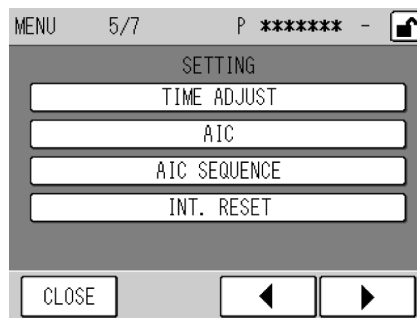 MENU 5/7 P ******* -
SETTING
TIME ADJUST
AIC
AIC SEQUENCE
INT. RESET
CLOSE